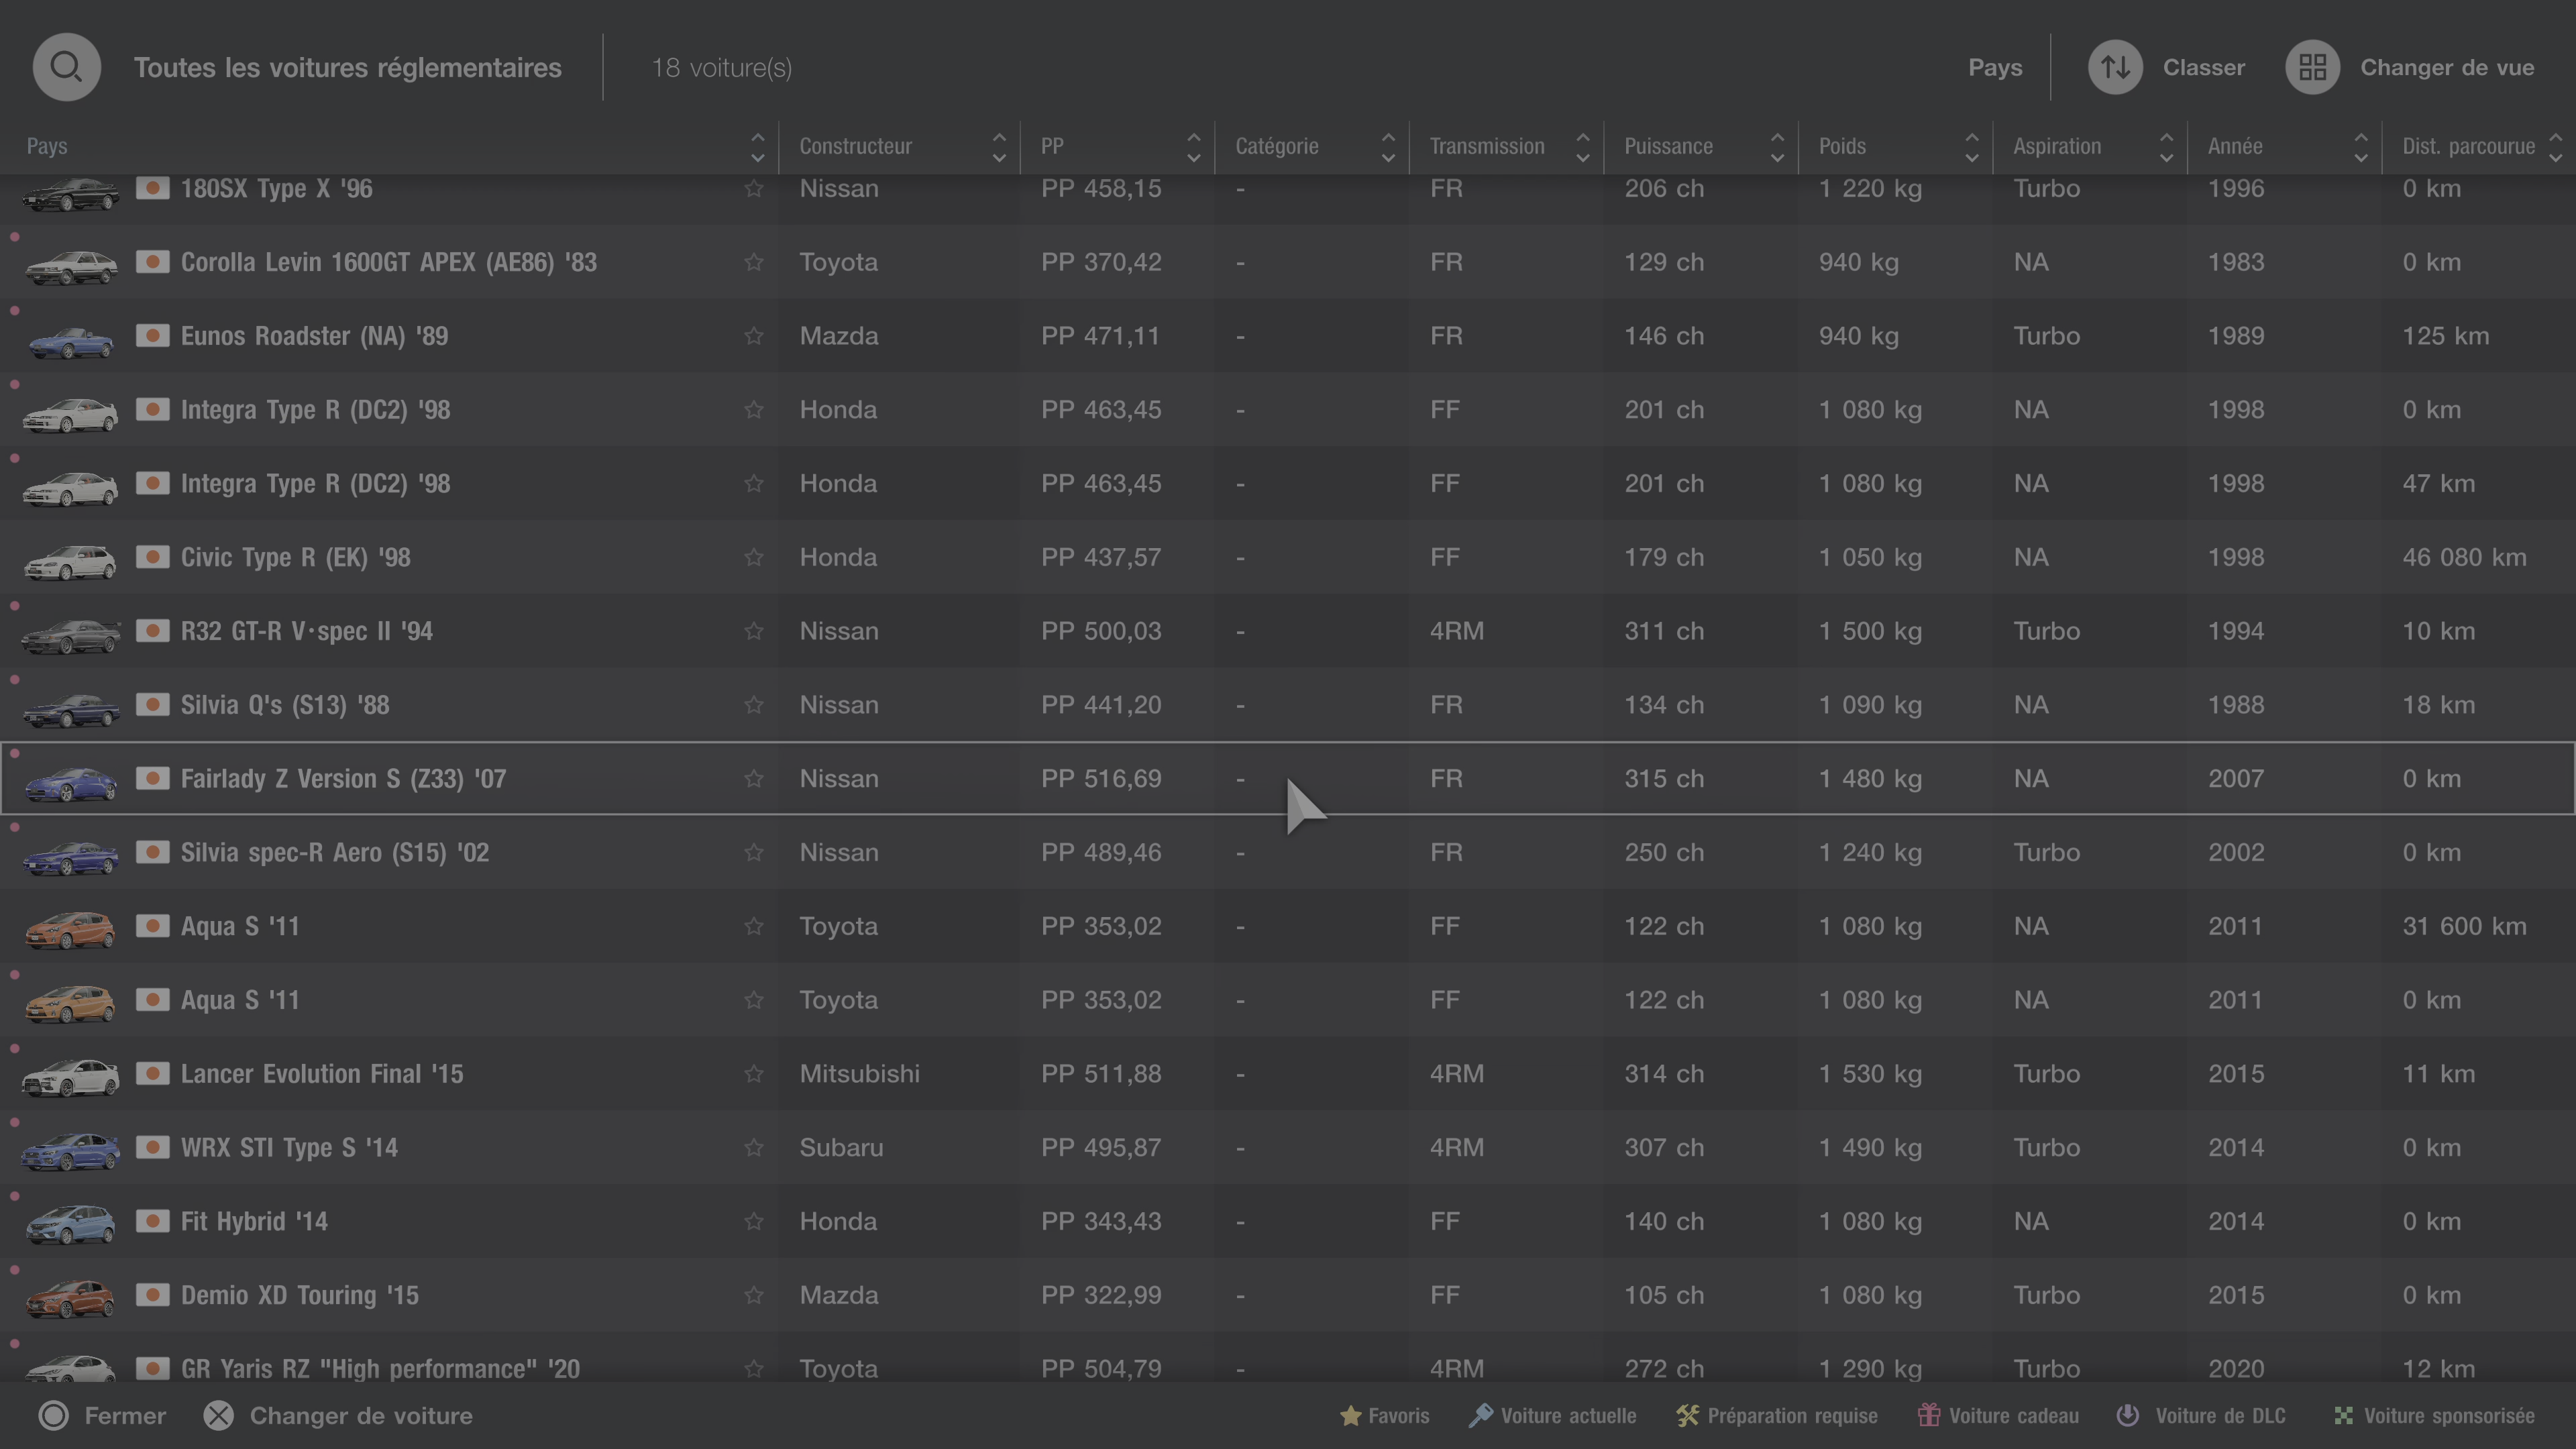 Toutes les voitures réglementaires 18 voiture(s) Pays Classer Changer de vue
Pays Constructeur PP Catégorie Transmission Puissance Poids Aspiration Année Dist. parcourue
180SX Type X '96 Nissan PP 458,15 - FR 206 ch 1 220 kg Turbo 1996 0 km
Corolla Levin 1600GT APEX (AE86) '83 Toyota PP 370,42 - FR 129 ch 940 kg NA 1983 0 km
Eunos Roadster (NA) '89 Mazda PP 471,11 - FR 146 ch 940 kg Turbo 1989 125 km
Integra Type R (DC2) '98 Honda PP 463,45 - FF 201 ch 1 080 kg NA 1998 0 km
Integra Type R (DC2) '98 Honda PP 463,45 - FF 201 ch 1 080 kg NA 1998 47 km
Civic Type R (EK) '98 Honda PP 437,57 - FF 179 ch 1 050 kg NA 1998 46 080 km
R32 GT-R V·spec II '94 Nissan PP 500,03 - 4RM 311 ch 1 500 kg Turbo 1994 10 km
Silvia Q's (S13) '88 Nissan PP 441,20 - FR 134 ch 1 090 kg NA 1988 18 km
Fairlady Z Version S (Z33) '07 Nissan PP 516,69 - FR 315 ch 1 480 kg NA 2007 0 km
Silvia spec-R Aero (S15) '02 Nissan PP 489,46 - FR 250 ch 1 240 kg Turbo 2002 0 km
Aqua S '11 Toyota PP 353,02 - FF 122 ch 1 080 kg NA 2011 31 600 km
Aqua S '11 Toyota PP 353,02 - FF 122 ch 1 080 kg NA 2011 0 km
Lancer Evolution Final '15 Mitsubishi PP 511,88 - 4RM 314 ch 1 530 kg Turbo 2015 11 km
WRX STI Type S '14 Subaru PP 495,87 - 4RM 307 ch 1 490 kg Turbo 2014 0 km
Fit Hybrid '14 Honda PP 343,43 - FF 140 ch 1 080 kg NA 2014 0 km
Demio XD Touring '15 Mazda PP 322,99 - FF 105 ch 1 080 kg Turbo 2015 0 km
GR Yaris RZ "High performance" '20 Toyota PP 504,79 - 4RM 272 ch 1 290 kg Turbo 2020 12 km
Fermer Changer de voiture Favoris Voiture actuelle Préparation requise Voiture cadeau Voiture de DLC Voiture sponsorisée